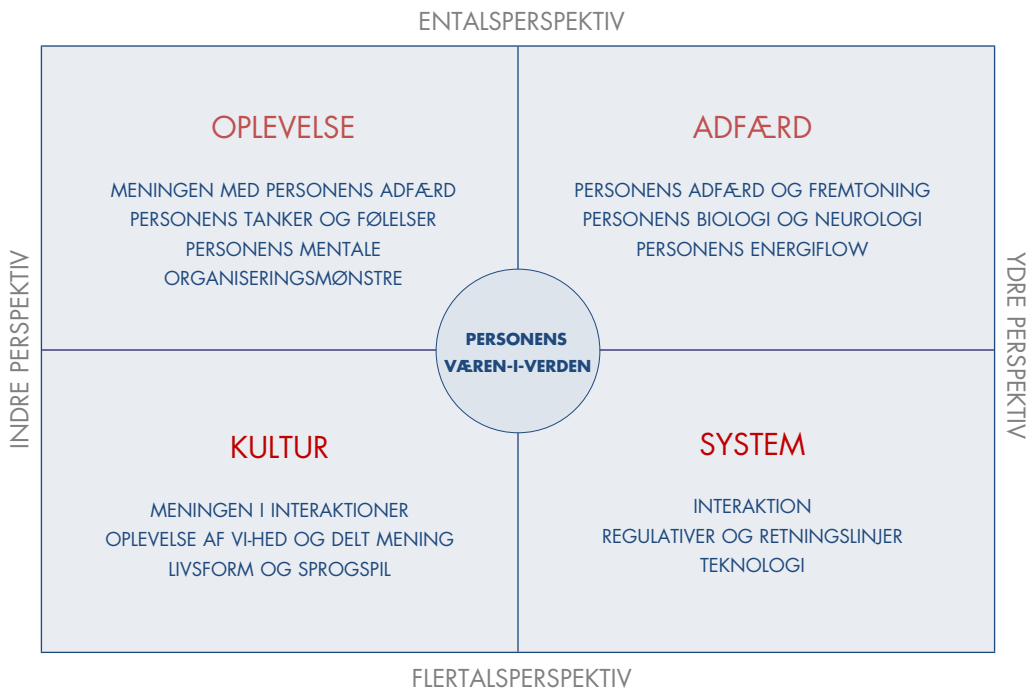 ENTALSPERSPEKTIV
OPLEVELSE
MENINGEN MED PERSONENS ADFÆRD
PERSONENS TANKER OG FØLELSER
PERSONENS MENTALE
ORGANISERINGSMØNSTRE
ADFÆRD
PERSONENS ADFÆRD OG FREMTONING
PERSONENS BIOLOGI OG NEUROLOGI
PERSONENS ENERGIFLOW
INDRE PERSPEKTIV
PERSONENS
VÆREN-I-VERDEN
YDRE PERSPEKTIV
KULTUR
MENINGEN I INTERAKTIONER
OPLEVELSE AF VI-HED OG DELT MENING
LIVSFORM OG SPROGSPIL
SYSTEM
INTERAKTION
REGULATIVER OG RETNINGSLINJER
TEKNOLOGI
FLERTALSPERSPEKTIV